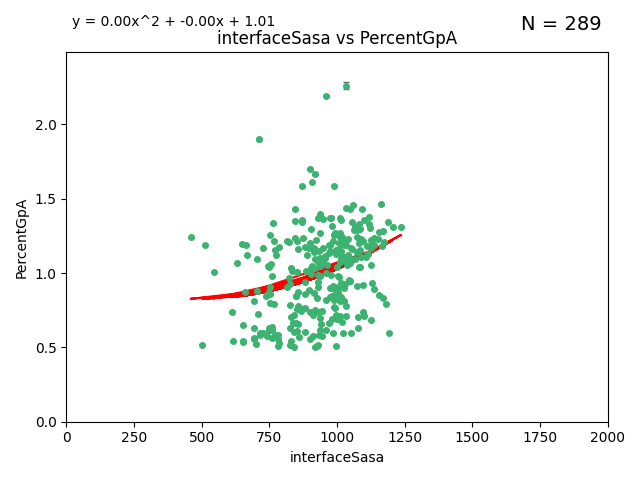 y = 0.00x^2 + -0.00x + 1.01
N = 289
interfaceSasa vs PercentGpA
PercentGpA
2.0
1.5
1.0
0.5
0.0
0 250 500 750 1000 1250 1500 1750 2000
interfaceSasa